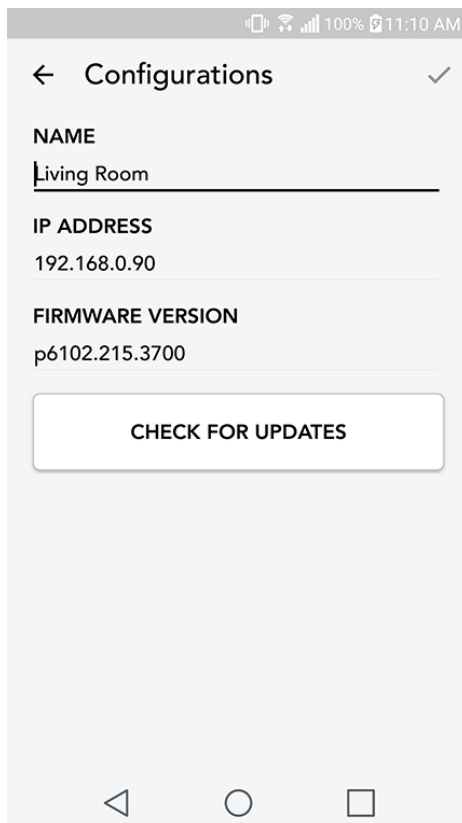 100% 11:10 AM
Configurations
NAME
Living Room
IP ADDRESS
192.168.0.90
FIRMWARE VERSION
p6102.215.3700
CHECK FOR UPDATES